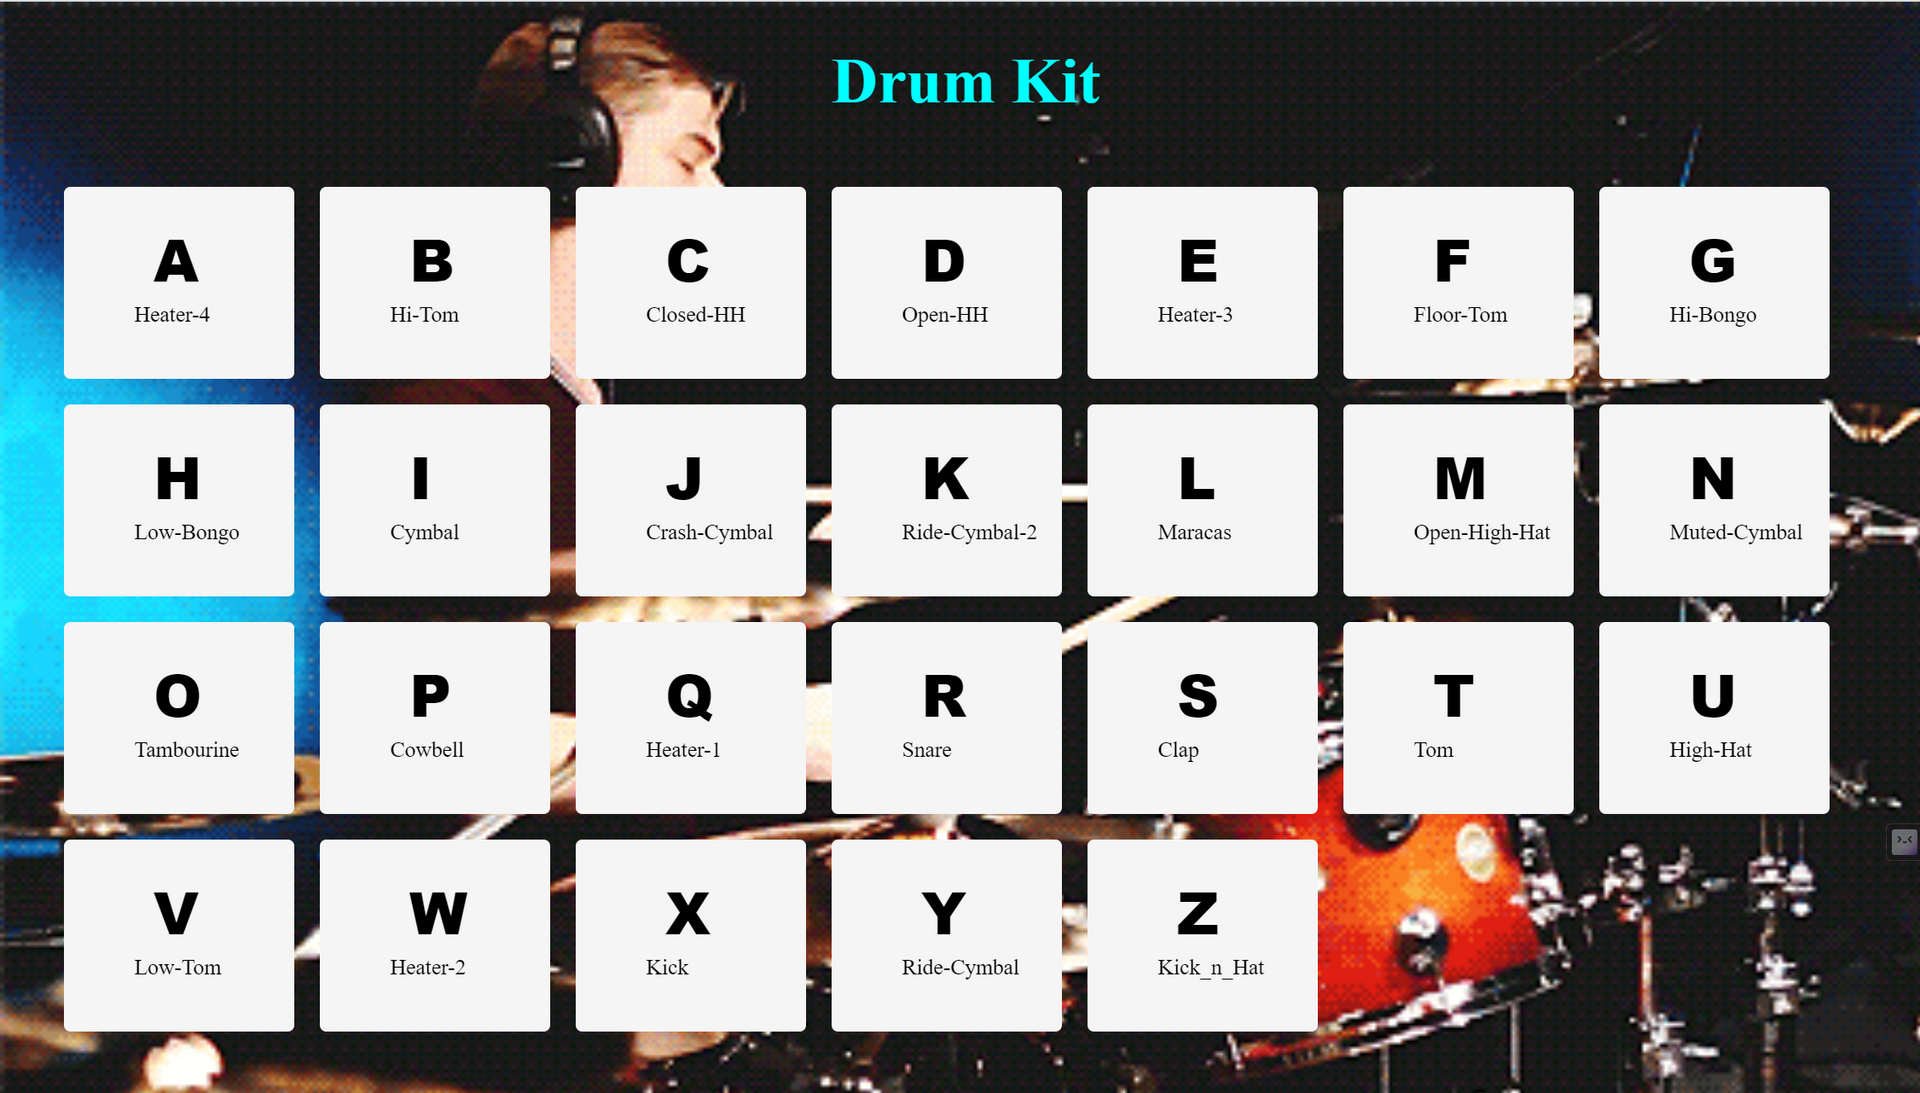 Drum Kit
A
Heater-4
B
Hi-Tom
C
Closed-HH
D
Open-HH
E
Heater-3
F
Floor-Tom
G
Hi-Bongo
H
Low-Bongo
I
Cymbal
J
Crash-Cymbal
K
Ride-Cymbal-2
L
Maracas
M
Open-High-Hat
N
Muted-Cymbal
O
Tambourine
P
Cowbell
Q
Heater-1
R
Snare
S
Clap
T
Tom
U
High-Hat
V
Low-Tom
W
Heater-2
X
Kick
Y
Ride-Cymbal
Z
Kick_n_Hat